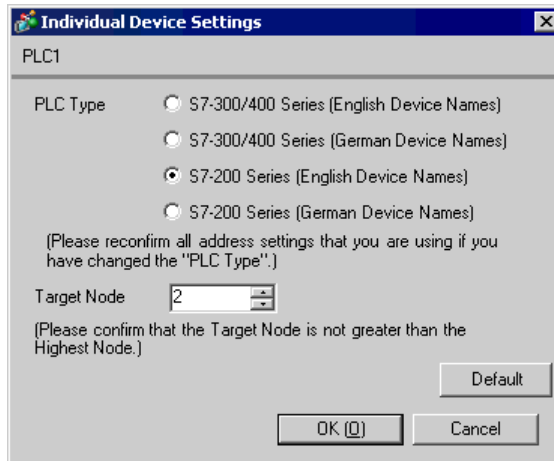 Individual Device Settings
PLC1
PLC Type
S7-300/400 Series (English Device Names)
S7-300/400 Series (German Device Names)
S7-200 Series (English Device Names)
S7-200 Series (German Device Names)
(Please reconfirm all address settings that you are using if you
have changed the "PLC Type".)
Target Node 2
(Please confirm that the Target Node is not greater than the
Highest Node.)
Default
OK (O) Cancel